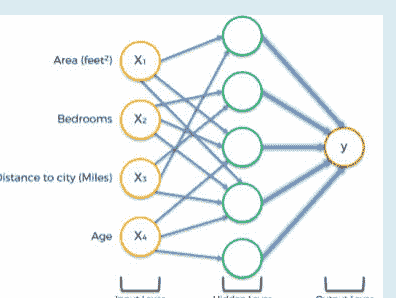 Area (feet²)
X₁
Bedrooms
X₂
Distance to city (Miles)
X₃
Age
X₄
y